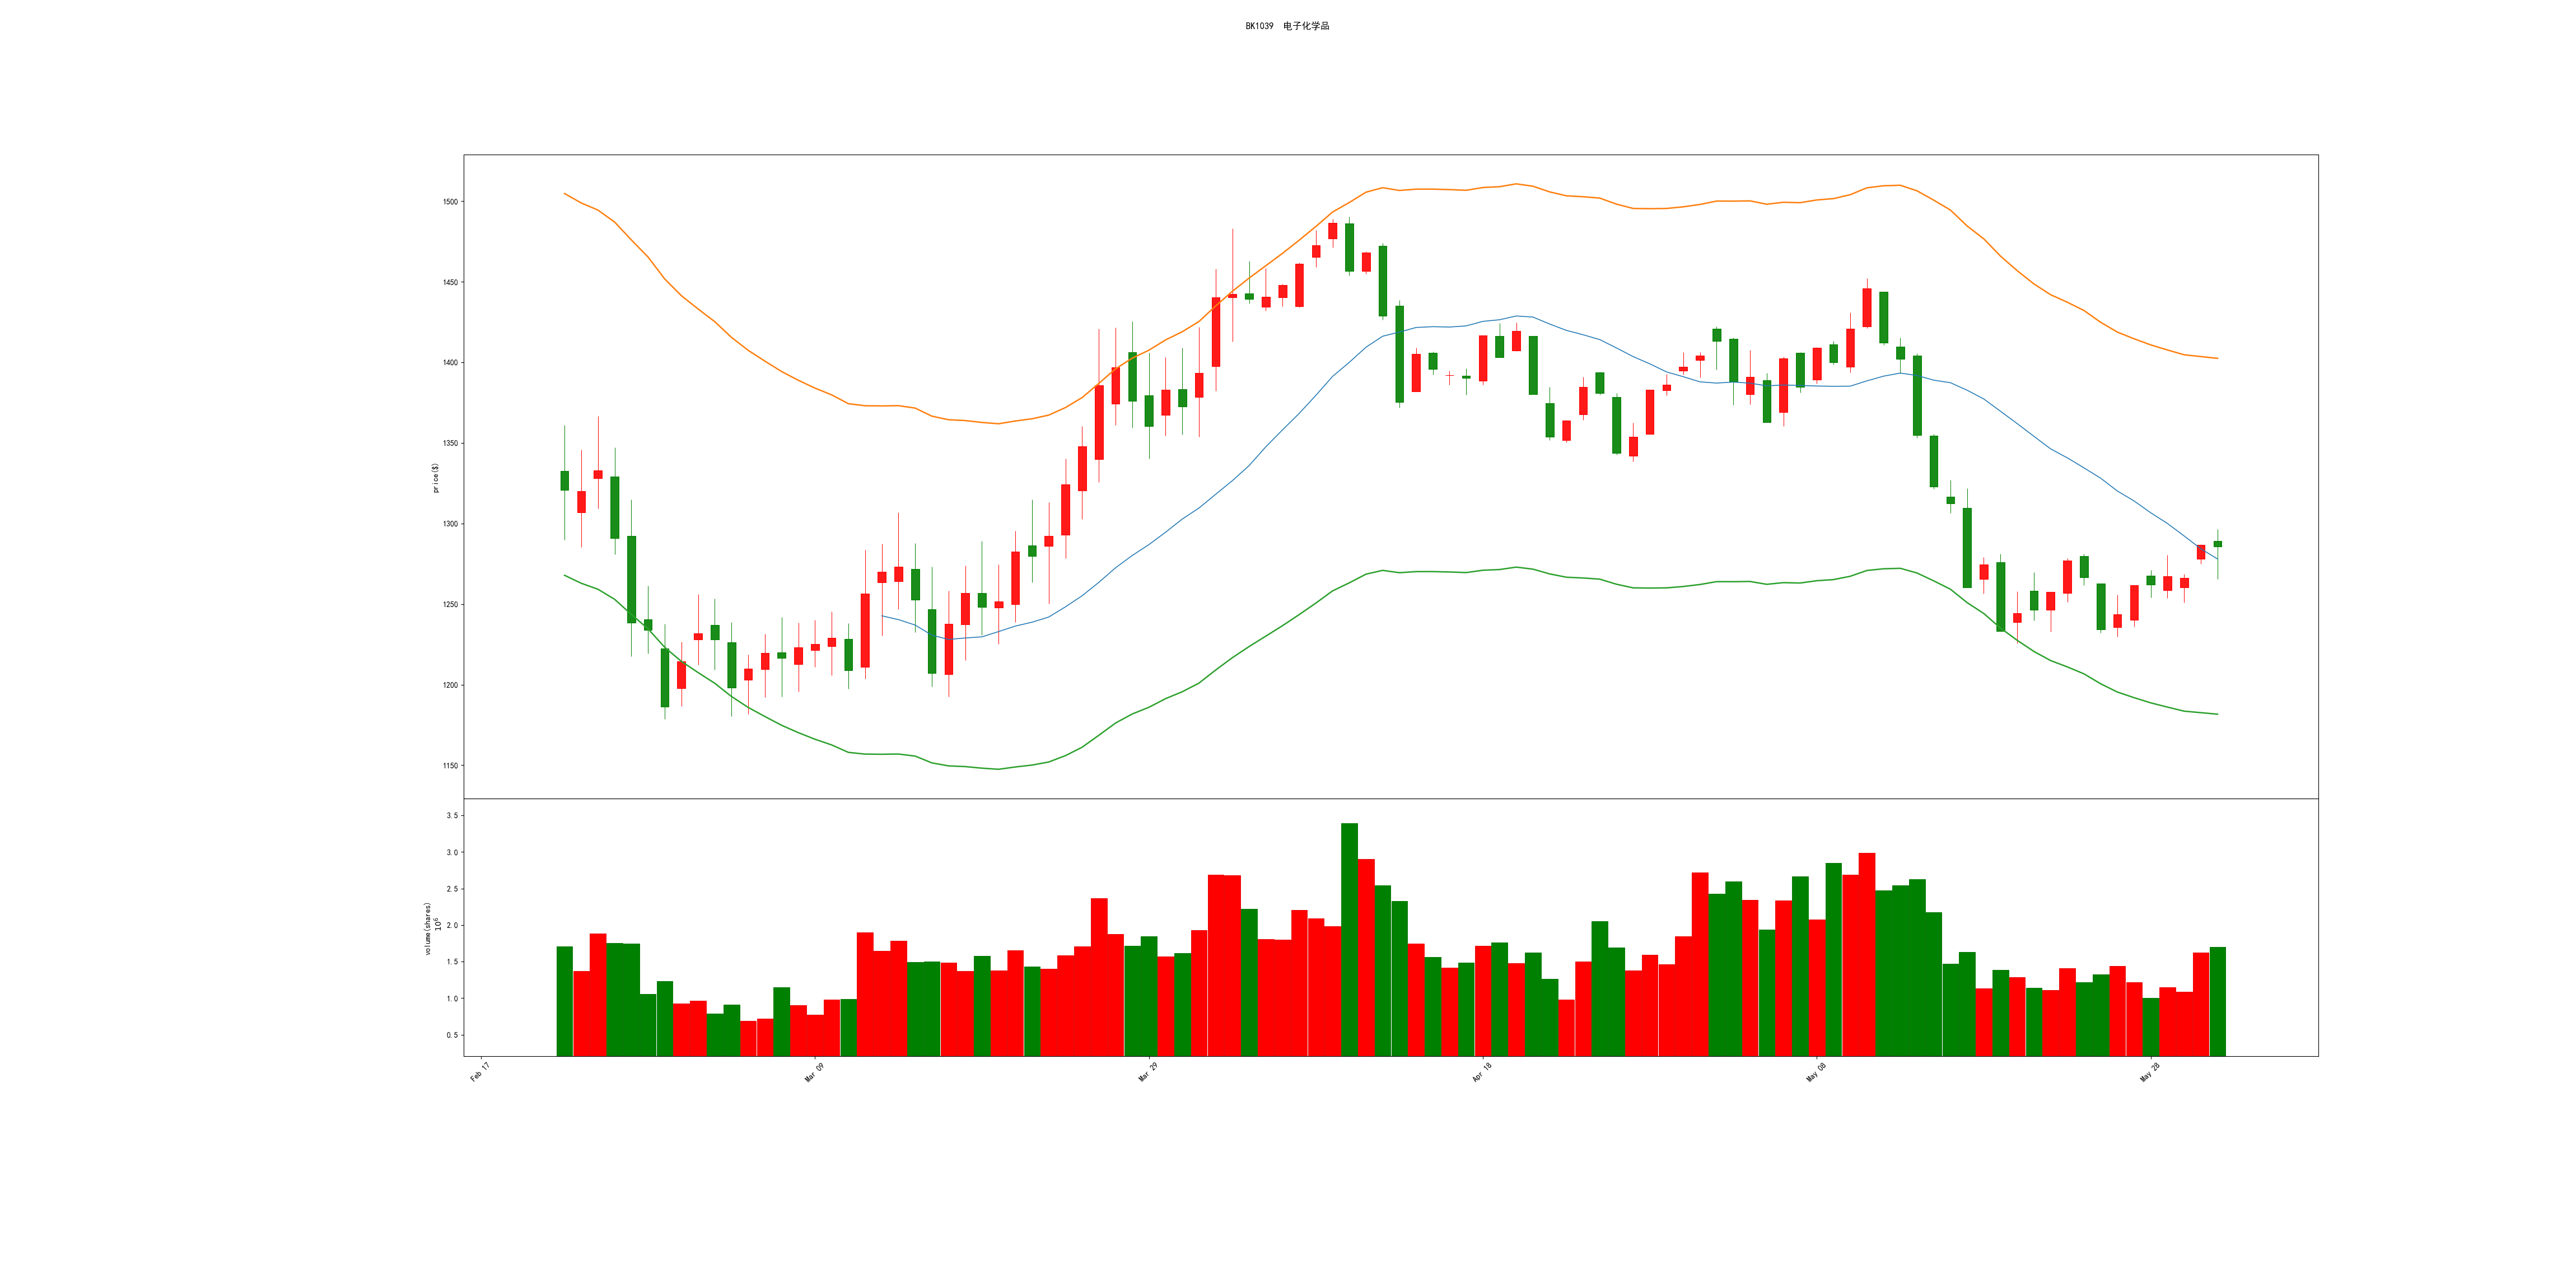 BK1039 电子化学品
1500
1450
1400
1350
1300
1250
1200
1150
price($)
3.5
3.0
2.5
2.0
1.5
1.0
0.5
volume(shares)
10^6
Feb 17
Mar 09
Mar 29
Apr 18
May 08
May 28